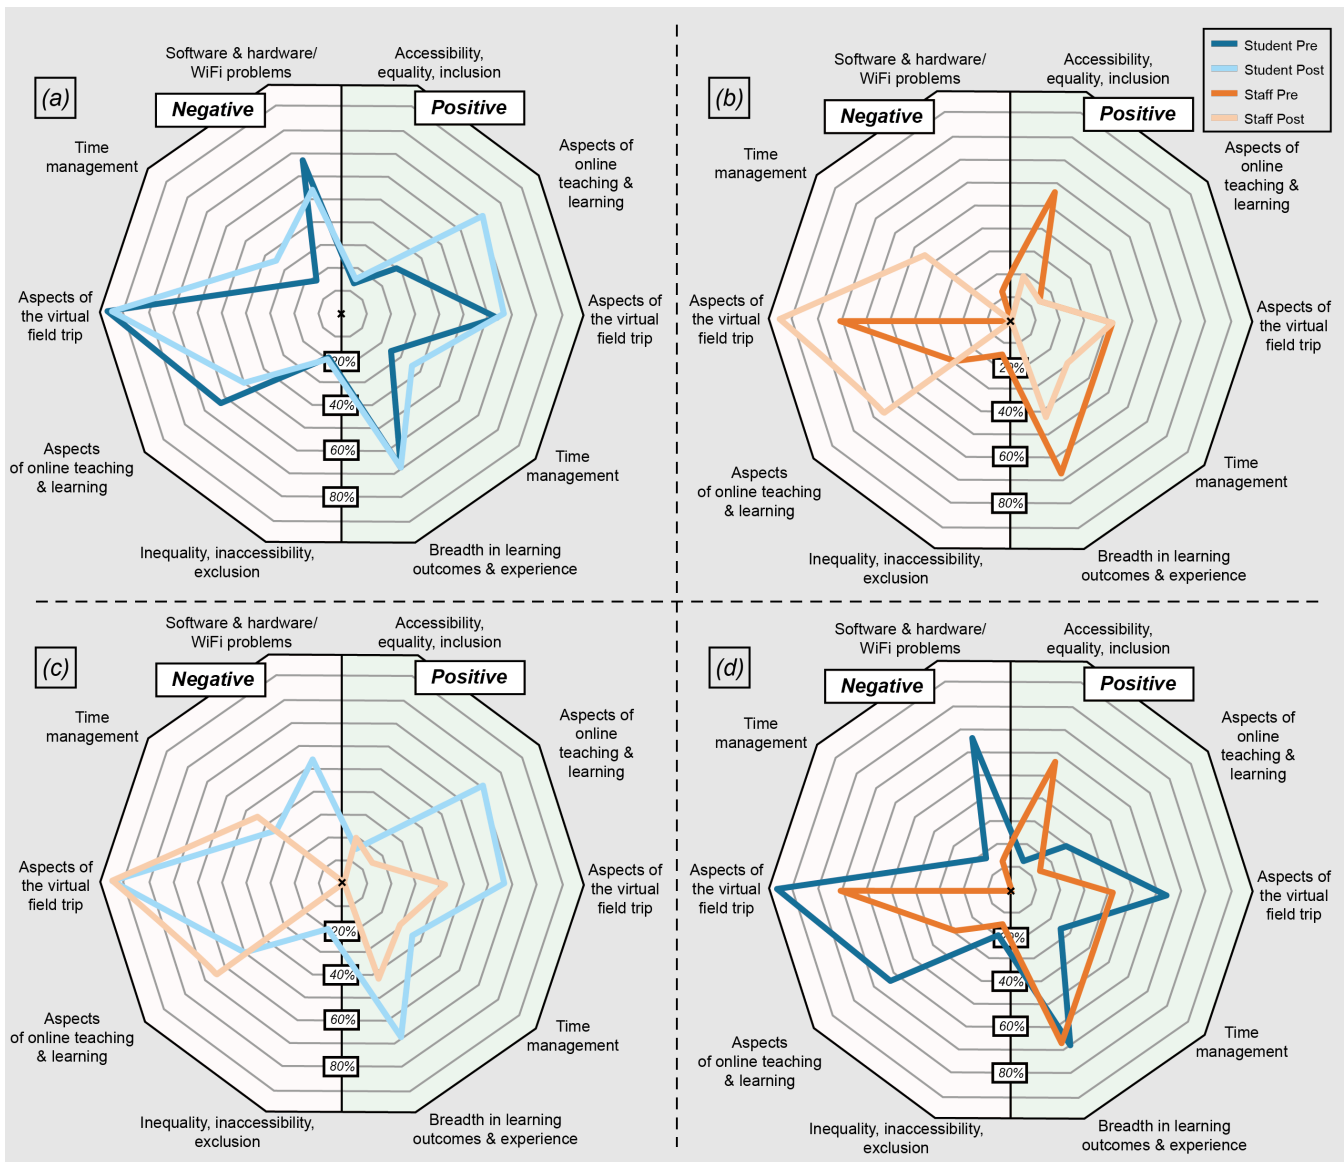 (a)
Software & hardware/
WiFi problems
Accessibility,
equality, inclusion
Negative
Positive
Time
management
Aspects of
online
teaching &
learning
Aspects of
the virtual
field trip
Aspects of
the virtual
field trip
20%
40%
60%
80%
Aspects
of online teaching
& learning
Time
management
Inequality, inaccessibility,
exclusion
Breadth in learning
outcomes & experience
(b)
Software & hardware/
WiFi problems
Accessibility,
equality, inclusion
Student Pre
Student Post
Staff Pre
Staff Post
Negative
Positive
Time
management
Aspects of
online
teaching &
learning
Aspects of
the virtual
field trip
Aspects of
the virtual
field trip
20%
40%
60%
80%
Aspects
of online teaching
& learning
Time
management
Inequality, inaccessibility,
exclusion
Breadth in learning
outcomes & experience
(c)
Software & hardware/
WiFi problems
Accessibility,
equality, inclusion
Negative
Positive
Time
management
Aspects of
online
teaching &
learning
Aspects of
the virtual
field trip
Aspects of
the virtual
field trip
20%
40%
60%
80%
Aspects
of online teaching
& learning
Time
management
Inequality, inaccessibility,
exclusion
Breadth in learning
outcomes & experience
(d)
Software & hardware/
WiFi problems
Accessibility,
equality, inclusion
Negative
Positive
Time
management
Aspects of
online
teaching &
learning
Aspects of
the virtual
field trip
Aspects of
the virtual
field trip
20%
40%
60%
80%
Aspects
of online teaching
& learning
Time
management
Inequality, inaccessibility,
exclusion
Breadth in learning
outcomes & experience